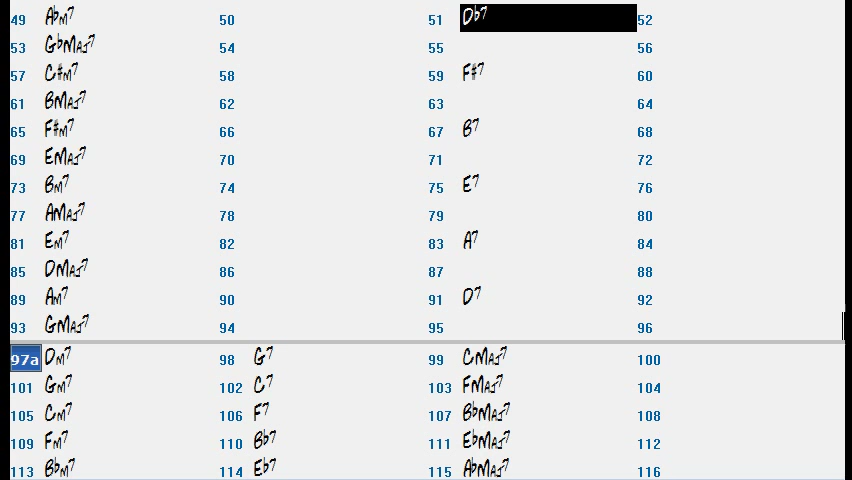 49 Abm7 50 51 Db7 52
53 GbMaj7 54 55 56
57 C#m7 58 59 F#7 60
61 BMaj7 62 63 64
65 F#m7 66 67 B7 68
69 EMaj7 70 71 72
73 Bm7 74 75 E7 76
77 AMaj7 78 79 80
81 Em7 82 83 A7 84
85 DMaj7 86 87 88
89 Am7 90 91 D7 92
93 GMaj7 94 95 96
97a Dm7 98 G7 99 CMaj7 100
101 Gm7 102 C7 103 FMaj7 104
105 Cm7 106 F7 107 BbMaj7 108
109 Fm7 110 Bb7 111 EbMaj7 112
113 Bbm7 114 Eb7 115 AbMaj7 116